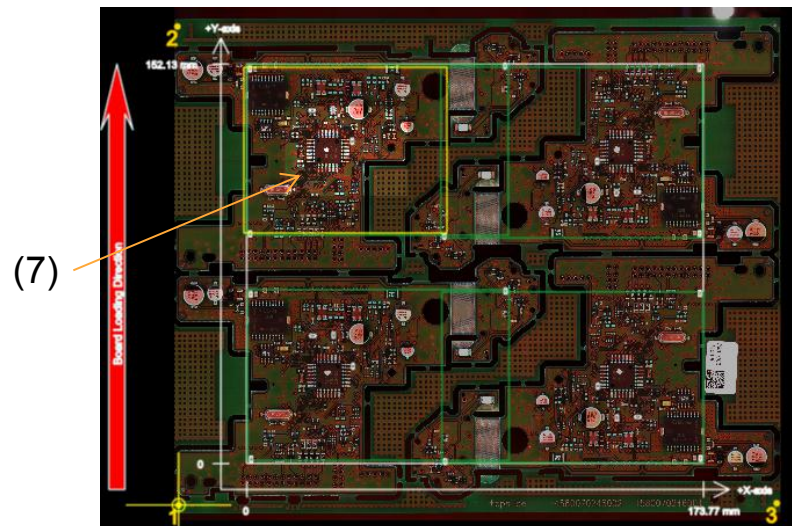 2
+Y-axis
152.13 mm
Board Loading Direction
(7)
0
+X-axis
1
0
173.77 mm
3